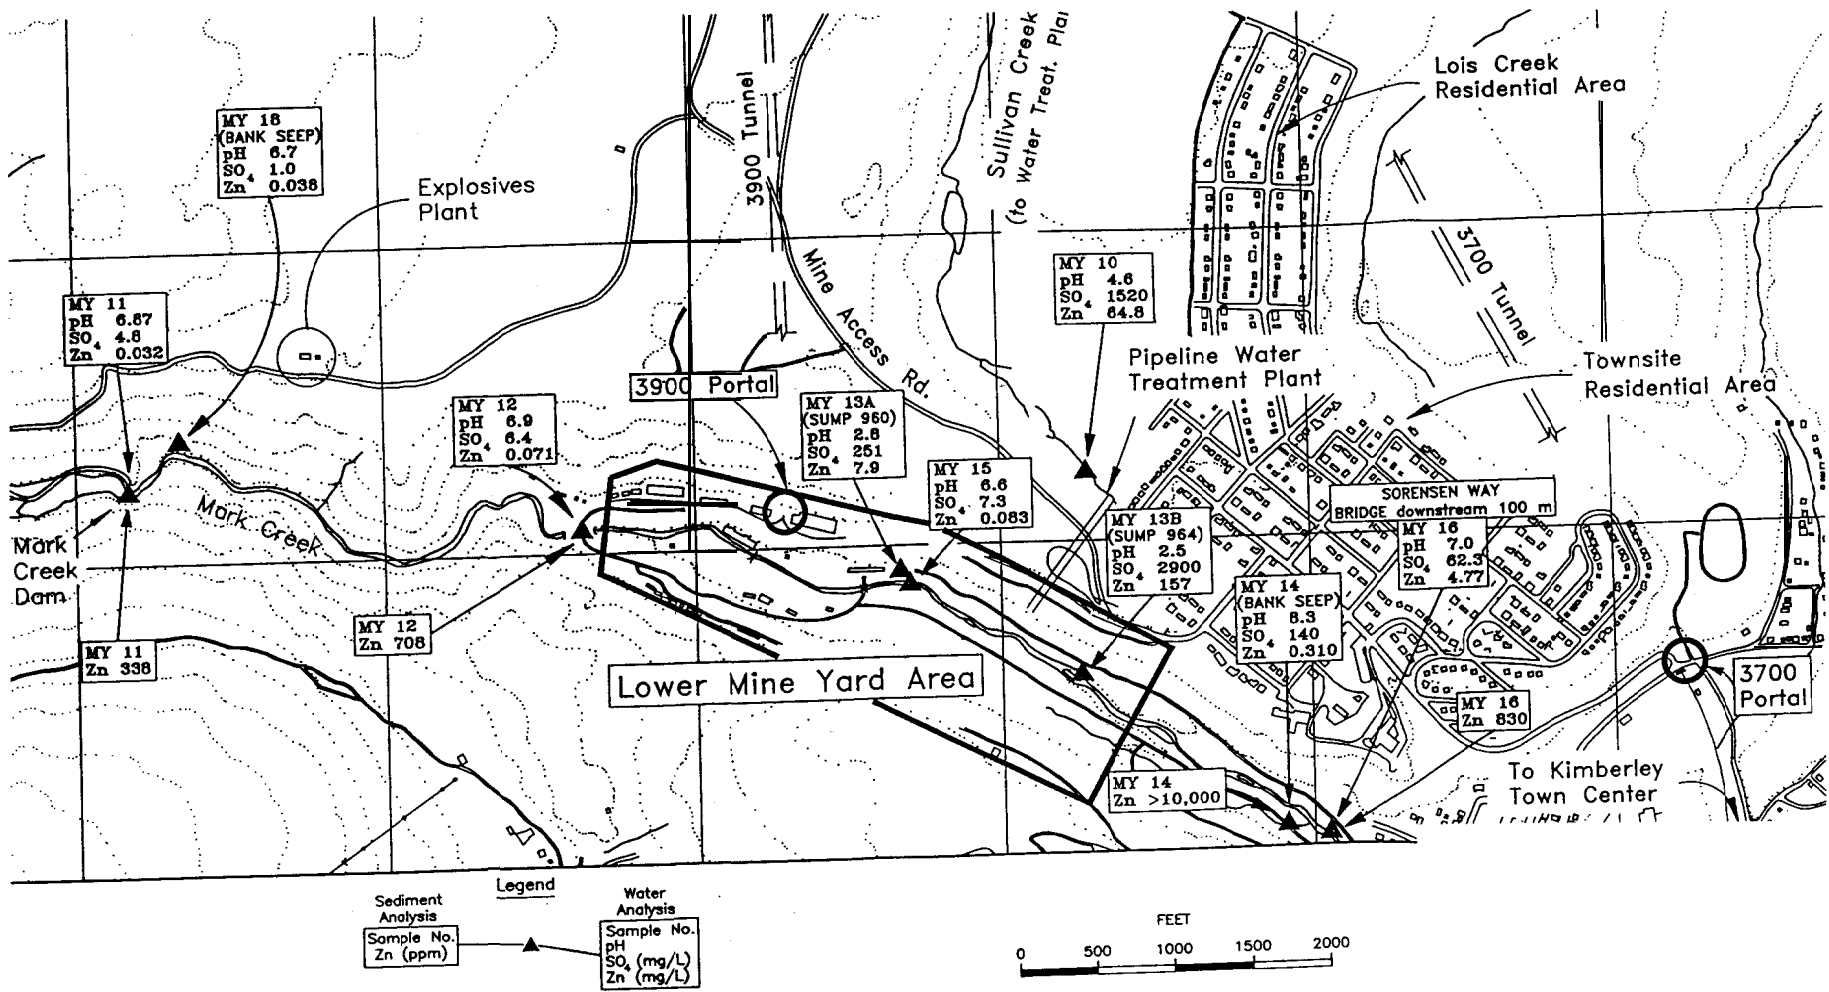 Lois Creek
Residential Area
Sullivan Creek
(to Water Treat. Pla
3900 Tunnel
MY 18
(BANK SEEP)
pH 6.7
SO₄ 1.0
Zn 0.038
Explosives
Plant
3700 Tunnel
Mine Access Rd.
MY 10
pH 4.6
SO₄ 1520
Zn 64.8
MY 11
pH 6.67
SO₄ 4.8
Zn 0.032
Pipeline Water
Treatment Plant
Townsite
Residential Area
3900 Portal
MY 12
pH 6.9
SO₄ 6.4
Zn 0.071
MY 13A
(SUMP 960)
pH 2.8
SO₄ 251
Zn 7.9
MY 15
pH 6.6
SO₄ 7.3
Zn 0.083
SORENSEN WAY
BRIDGE downstream 100 m
MY 16
pH 7.0
SO₄ 62.3
Zn 4.77
MY 13B
(SUMP 964)
pH 2.5
SO₄ 2900
Zn 157
Mark Creek
Mark
Creek
Dam
MY 14
(BANK SEEP)
pH 6.3
SO₄ 140
Zn 0.310
MY 12
Zn 708
MY 11
Zn 338
Lower Mine Yard Area
3700
Portal
MY 16
Zn 830
To Kimberley
Town Center
MY 14
Zn >10,000
Legend
Sediment
Analysis
Sample No.
Zn (ppm)
Water
Analysis
Sample No.
pH
SO₄ (mg/L)
Zn (mg/L)
FEET
0 500 1000 1500 2000